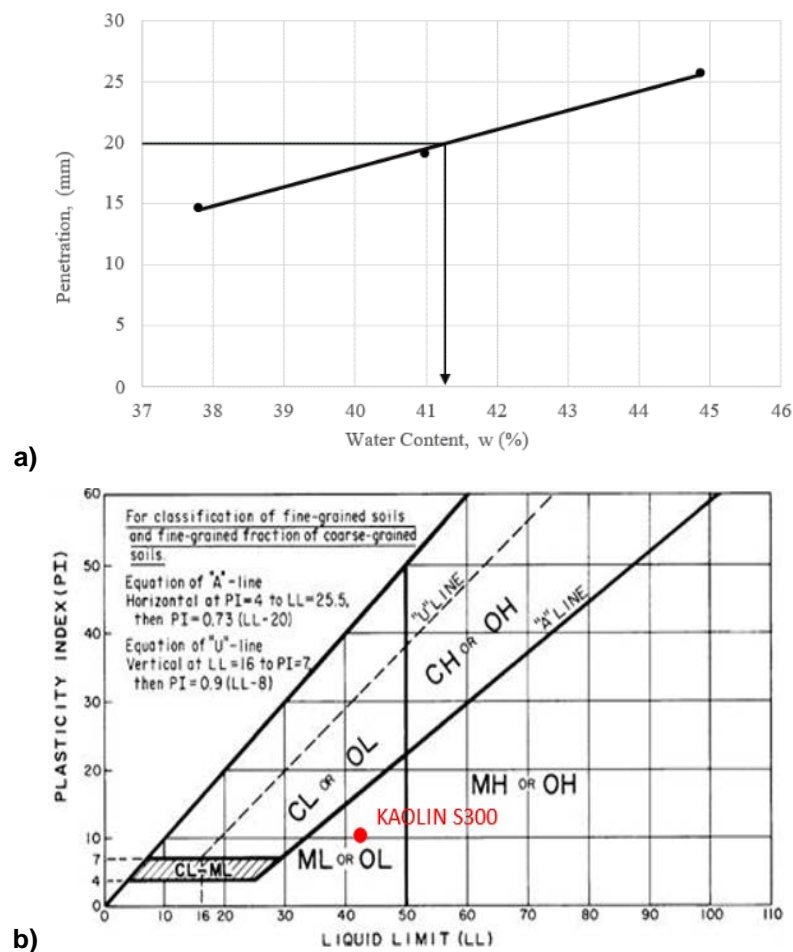 30
25
20
15
10
5
0
Penetration, (mm)
37 38 39 40 41 42 43 44 45 46
Water Content, w (%)
a)
60
50
40
30
20
10
7
4
0
PLASTICITY INDEX (PI)
For classification of fine-grained soils
and fine-grained fraction of coarse-grained
soils.
Equation of "A"-line
Horizontal at PI=4 to LL=25.5,
then PI=0.73 (LL-20)
Equation of "U"-line
Vertical at LL=16 to PI=7,
then PI=0.9 (LL-8)
"U" LINE
"A" LINE
CH OR OH
CL OR OL
MH OR OH
KAOLIN S300
ML OR OL
CL-ML
0 10 16 20 30 40 50 60 70 80 90 100 110
LIQUID LIMIT (LL)
b)